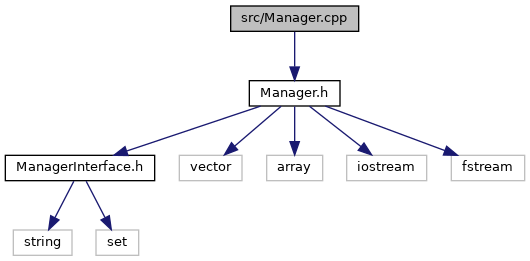 src/Manager.cpp
Manager.h
ManagerInterface.h
vector
array
iostream
fstream
string
set